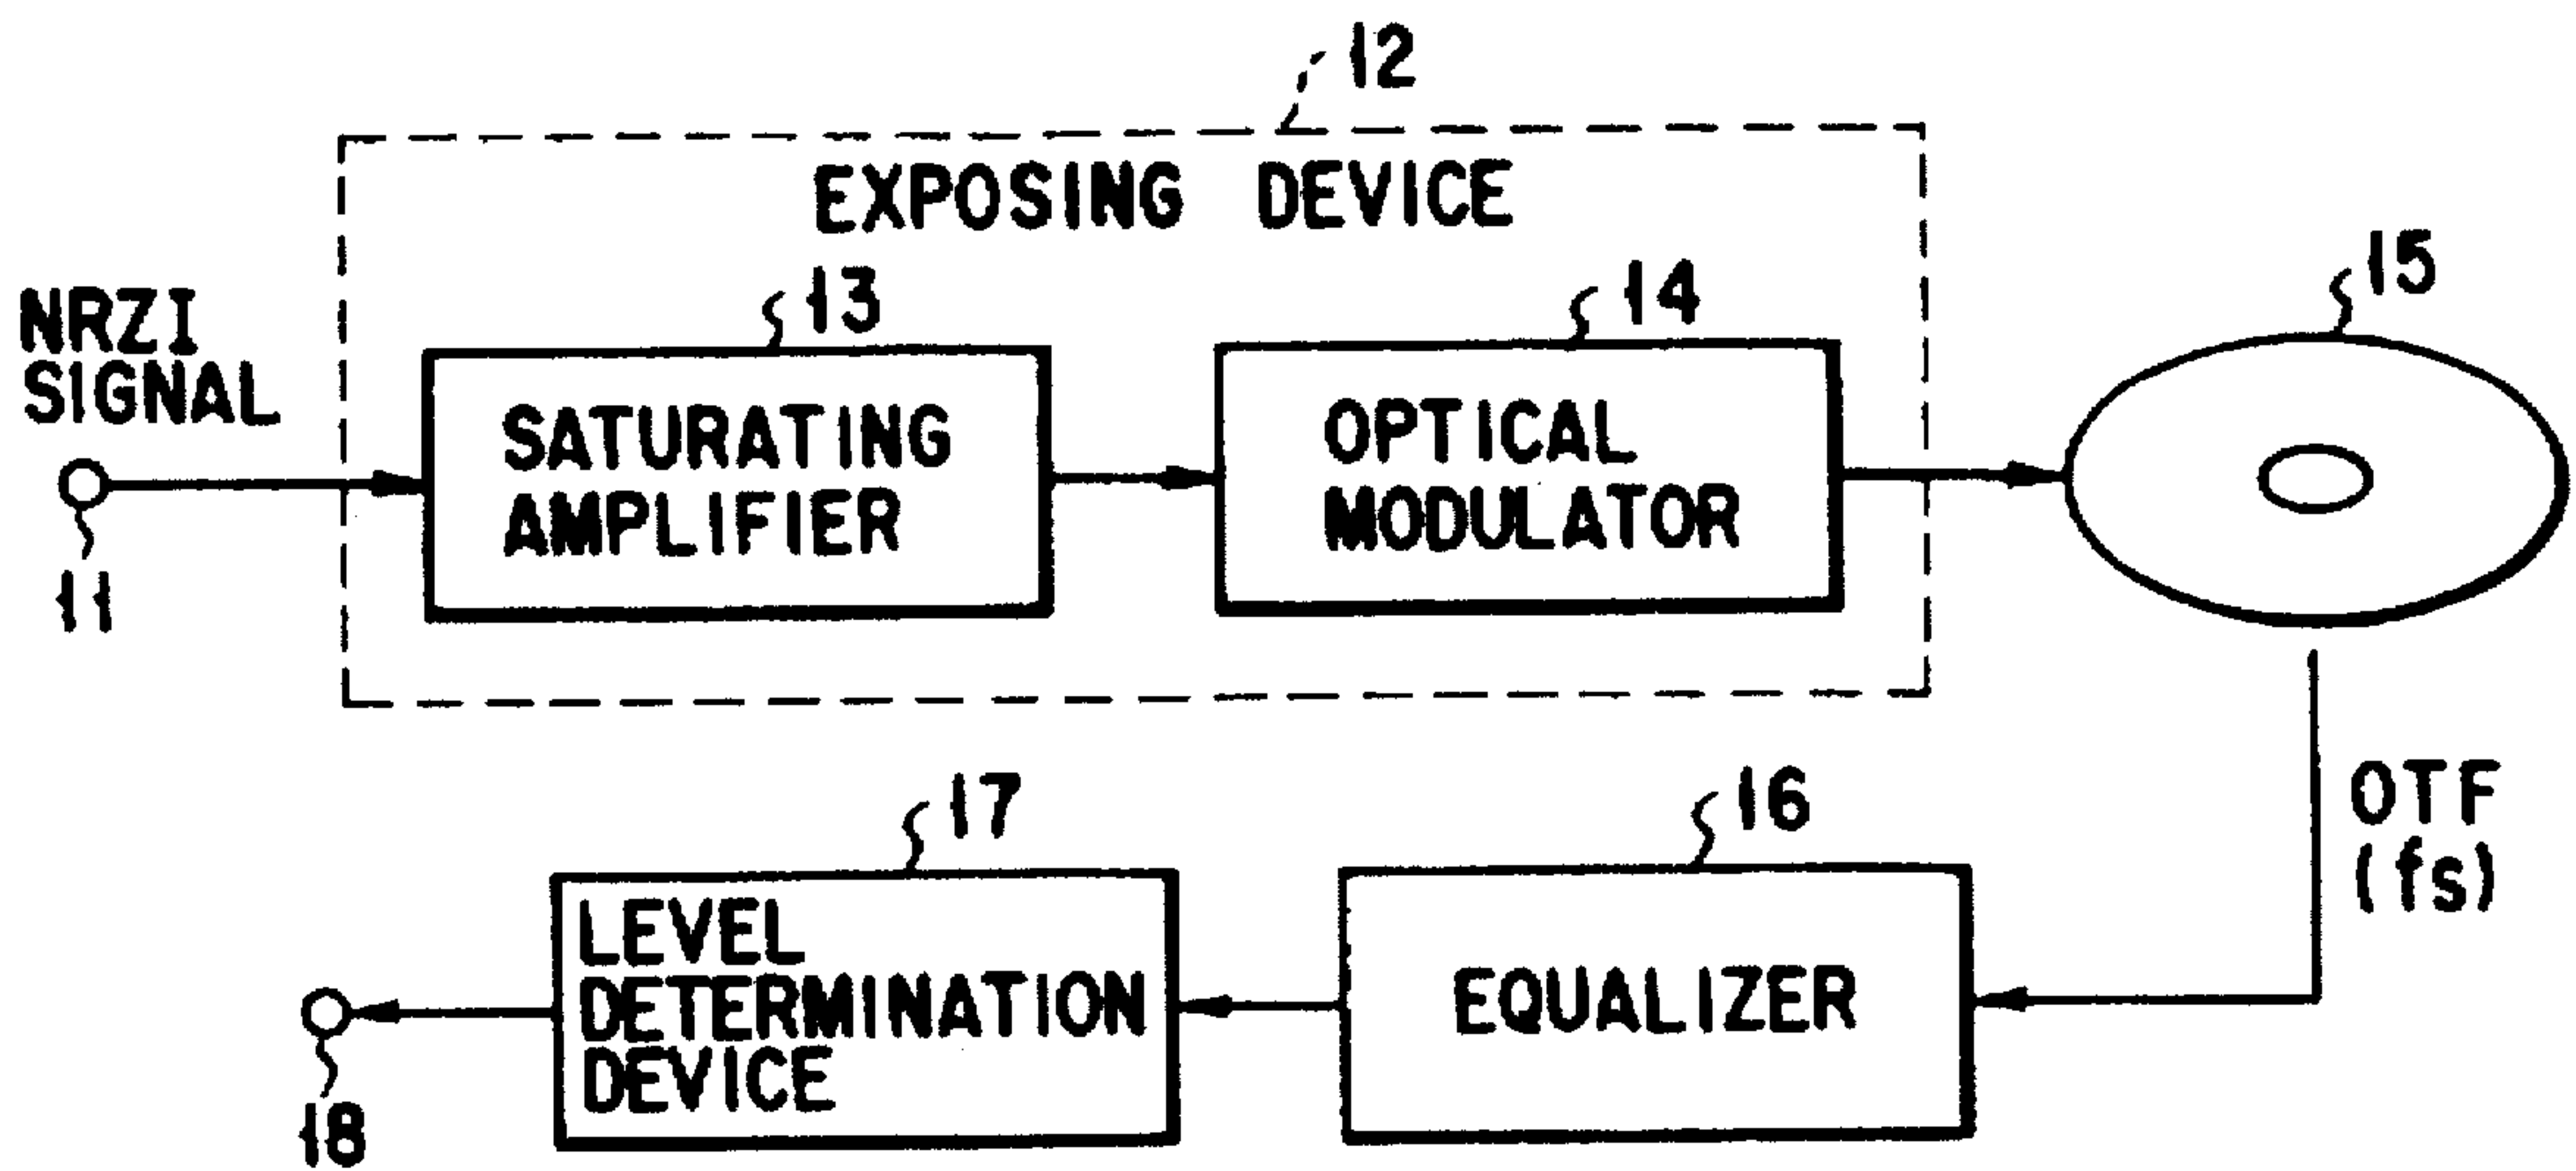 12
EXPOSING DEVICE
NRZI
SIGNAL
13
14
15
SATURATING
AMPLIFIER
OPTICAL
MODULATOR
11
OTF
(fs)
17
16
LEVEL
DETERMINATION
DEVICE
EQUALIZER
18